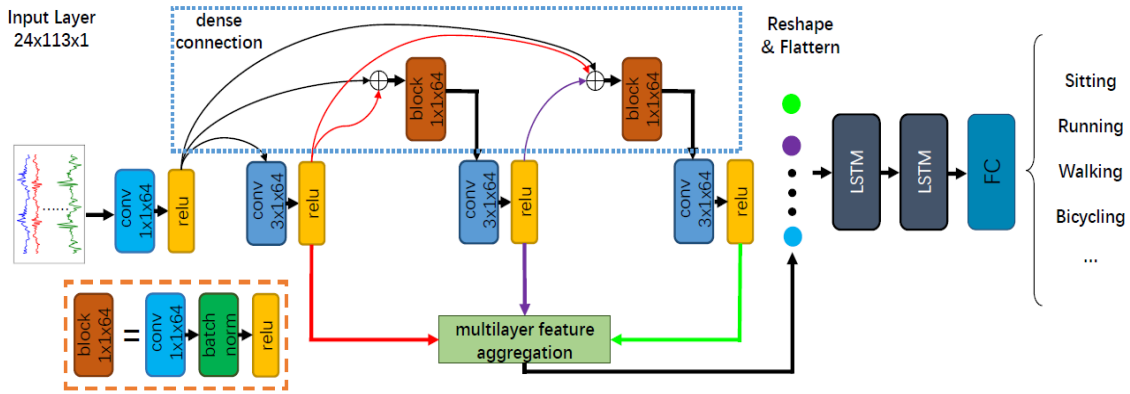 Input Layer
24x113x1
dense
connection
Reshape
& Flattern
block
1x1x64
block
1x1x64
conv
1x1x64
relu
conv
3x1x64
relu
conv
3x1x64
relu
conv
3x1x64
relu
LSTM
LSTM
FC
Sitting
Running
Walking
Bicycling
...
block
1x1x64
=
conv
1x1x64
batch
norm
relu
multilayer feature
aggregation